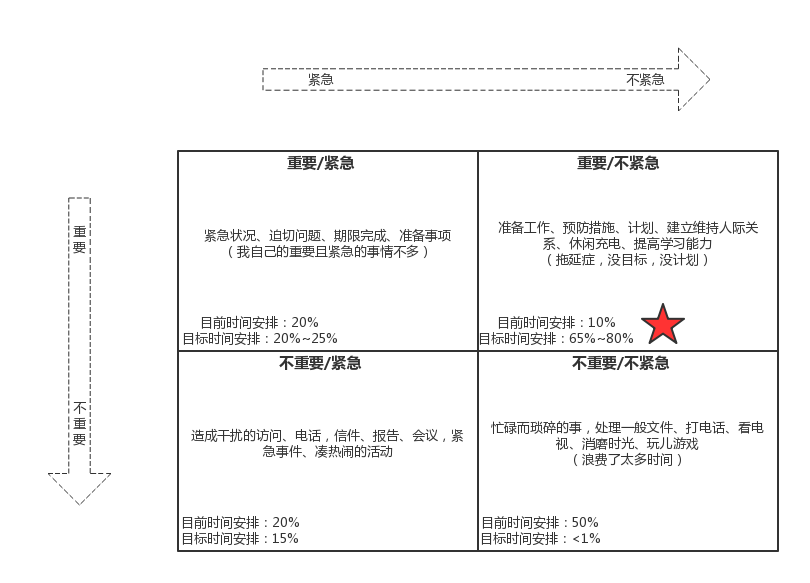 紧急
不紧急
重要
不重要
重要/紧急
紧急状况、迫切问题、期限完成、准备事项
（我自己的重要且紧急的事情不多）
目前时间安排：20%
目标时间安排：20%~25%
重要/不紧急
准备工作、预防措施、计划、建立维持人际关
系、休闲充电、提高学习能力
（拖延症，没目标，没计划）
目前时间安排：10%
目标时间安排：65%~80%
不重要/紧急
造成干扰的访问、电话，信件、报告、会议，紧
急事件、凑热闹的活动
目前时间安排：20%
目标时间安排：15%
不重要/不紧急
忙碌而琐碎的事，处理一般文件、打电话、看电
视、消磨时光、玩儿游戏
（浪费了太多时间）
目前时间安排：50%
目标时间安排：<1%